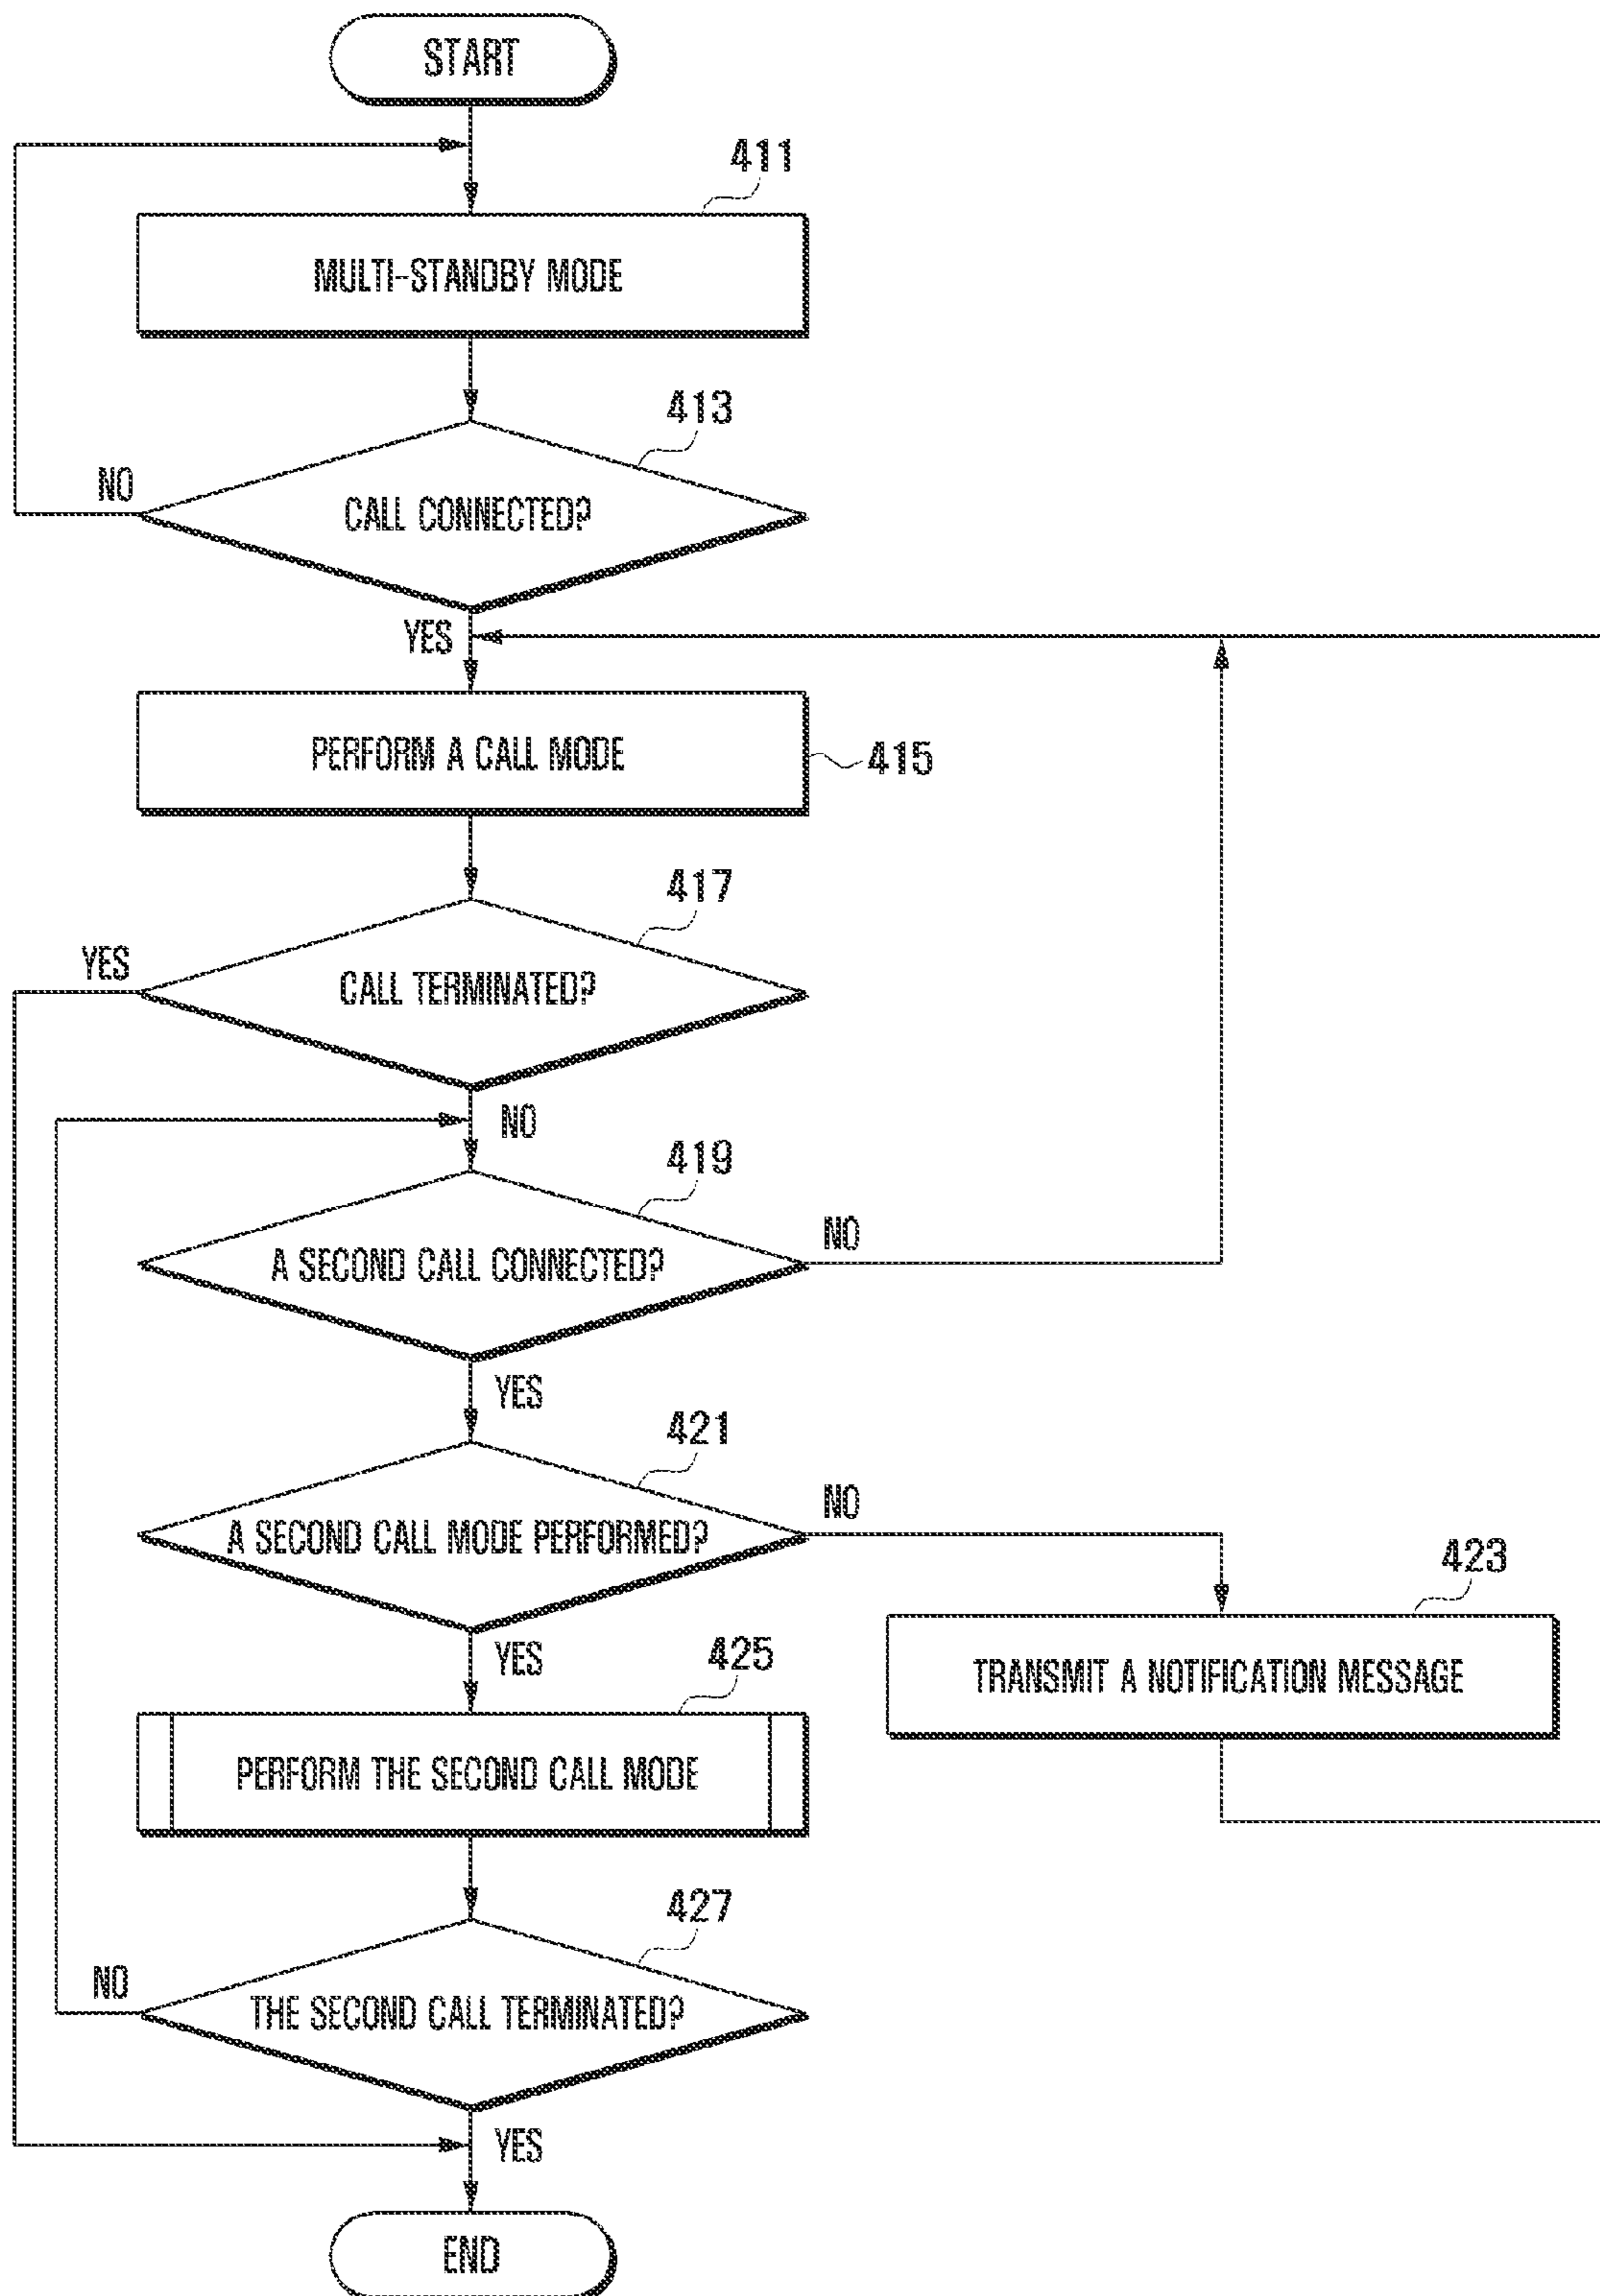 START
411
MULTI-STANDBY MODE
413
NO
CALL CONNECTED?
YES
PERFORM A CALL MODE
415
417
YES
CALL TERMINATED?
NO
419
A SECOND CALL CONNECTED?
NO
YES
421
A SECOND CALL MODE PERFORMED?
NO
423
TRANSMIT A NOTIFICATION MESSAGE
YES
425
PERFORM THE SECOND CALL MODE
427
NO
THE SECOND CALL TERMINATED?
YES
END